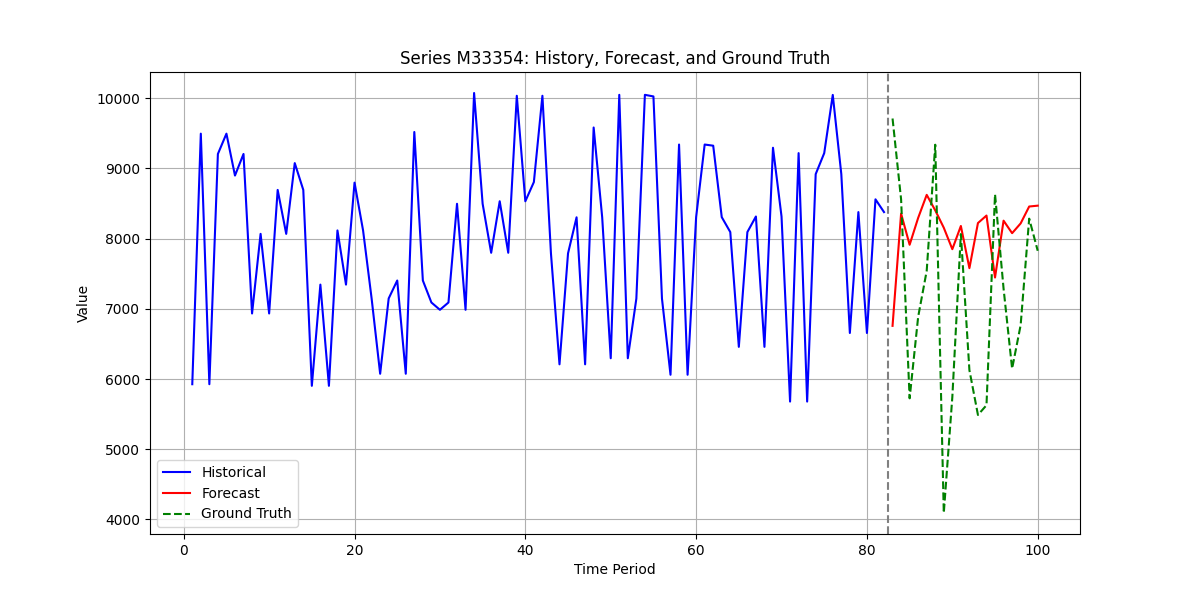 Series M33354: History, Forecast, and Ground Truth
10000
9000
8000
7000
6000
5000
4000
Value
Historical
Forecast
Ground Truth
0 20 40 60 80 100
Time Period